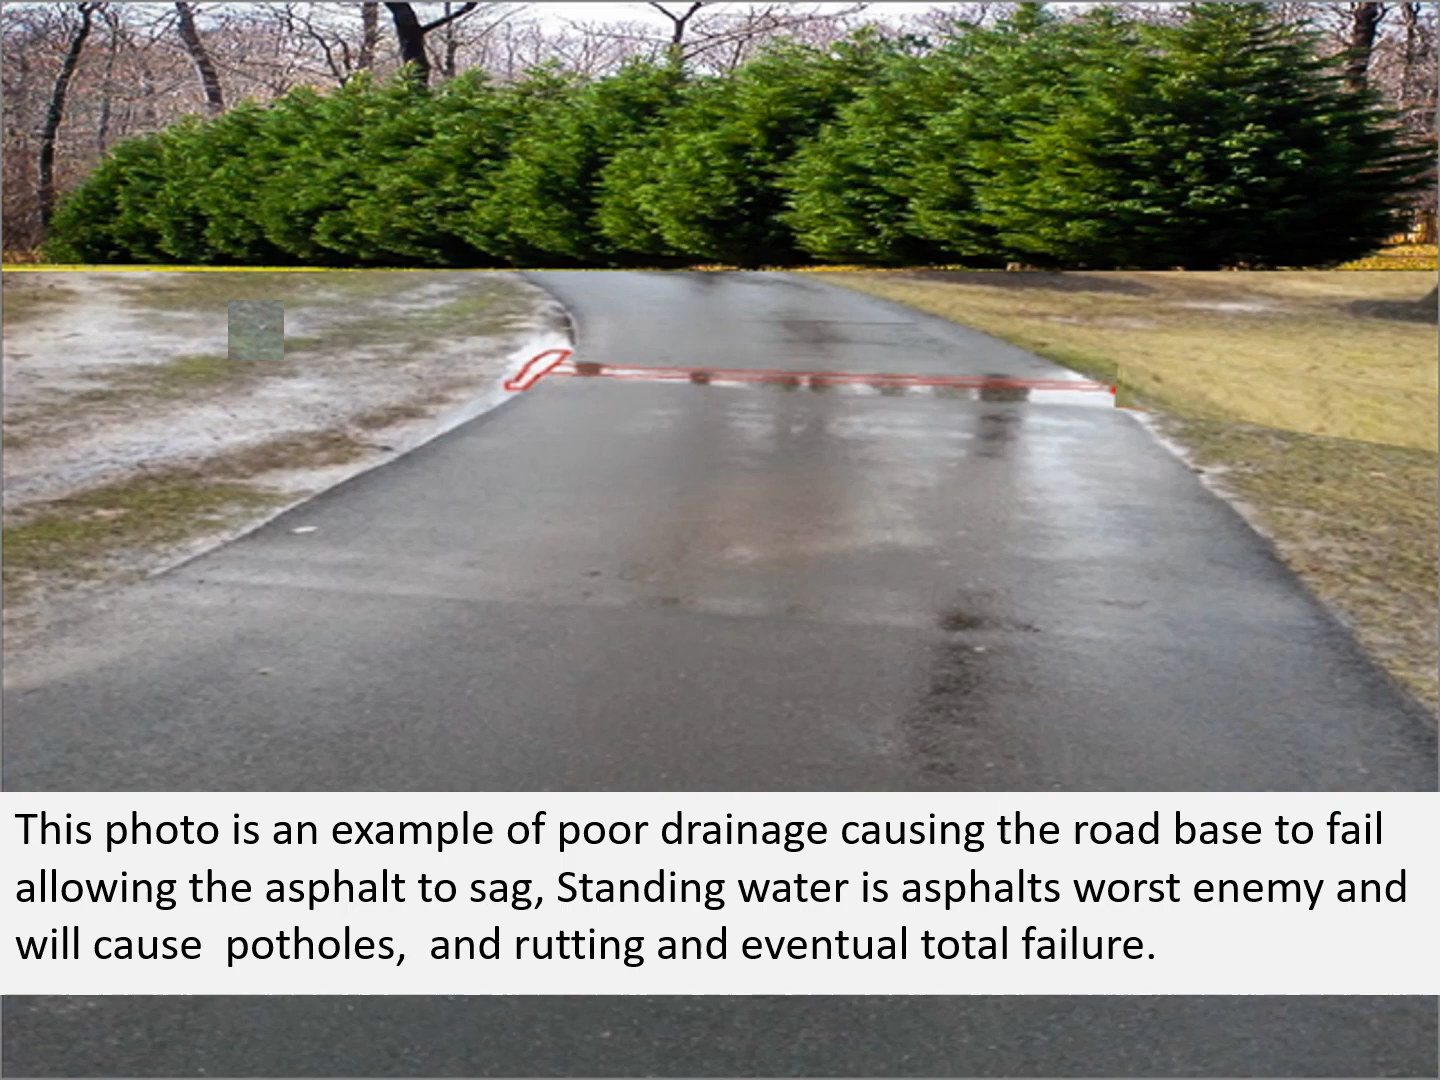 This photo is an example of poor drainage causing the road base to fail
allowing the asphalt to sag, Standing water is asphalts worst enemy and
will cause  potholes,  and rutting and eventual total failure.